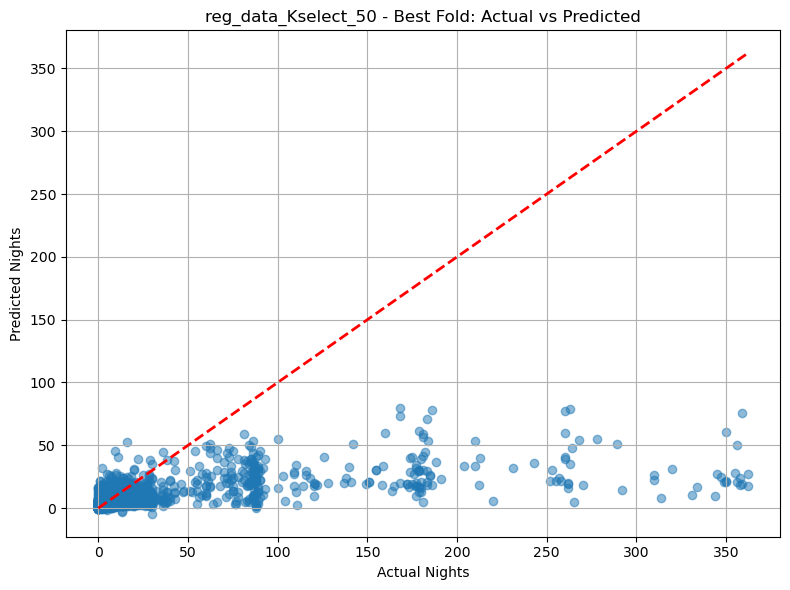 reg_data_Kselect_50 - Best Fold: Actual vs Predicted
Predicted Nights
350
300
250
200
150
100
50
0
0 50 100 150 200 250 300 350
Actual Nights